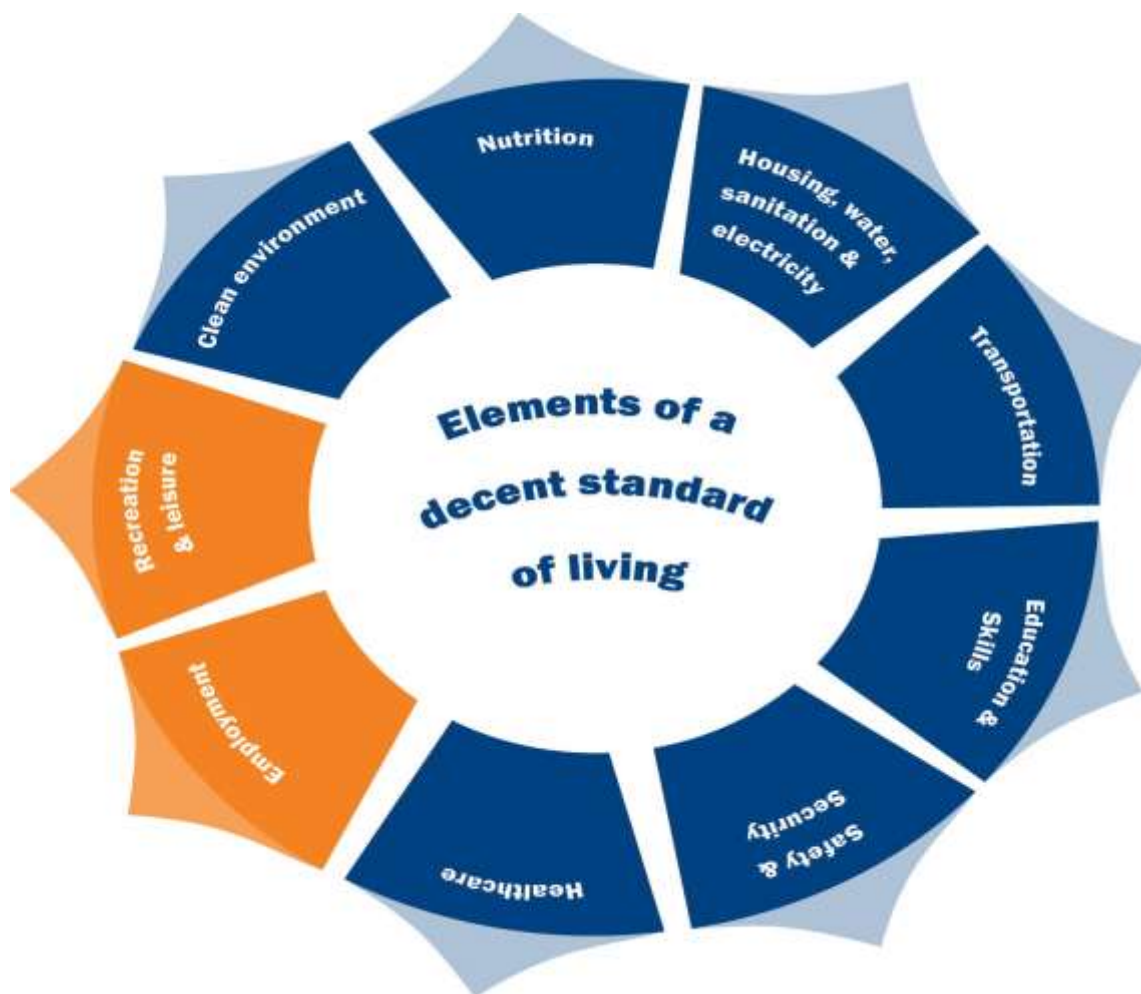 Elements of a
decent standard
of living
Nutrition
Housing, water,
sanitation &
electricity
Transportation
Education &
Skills
Safety &
Security
Healthcare
Employment
Recreation
& leisure
Clean environment